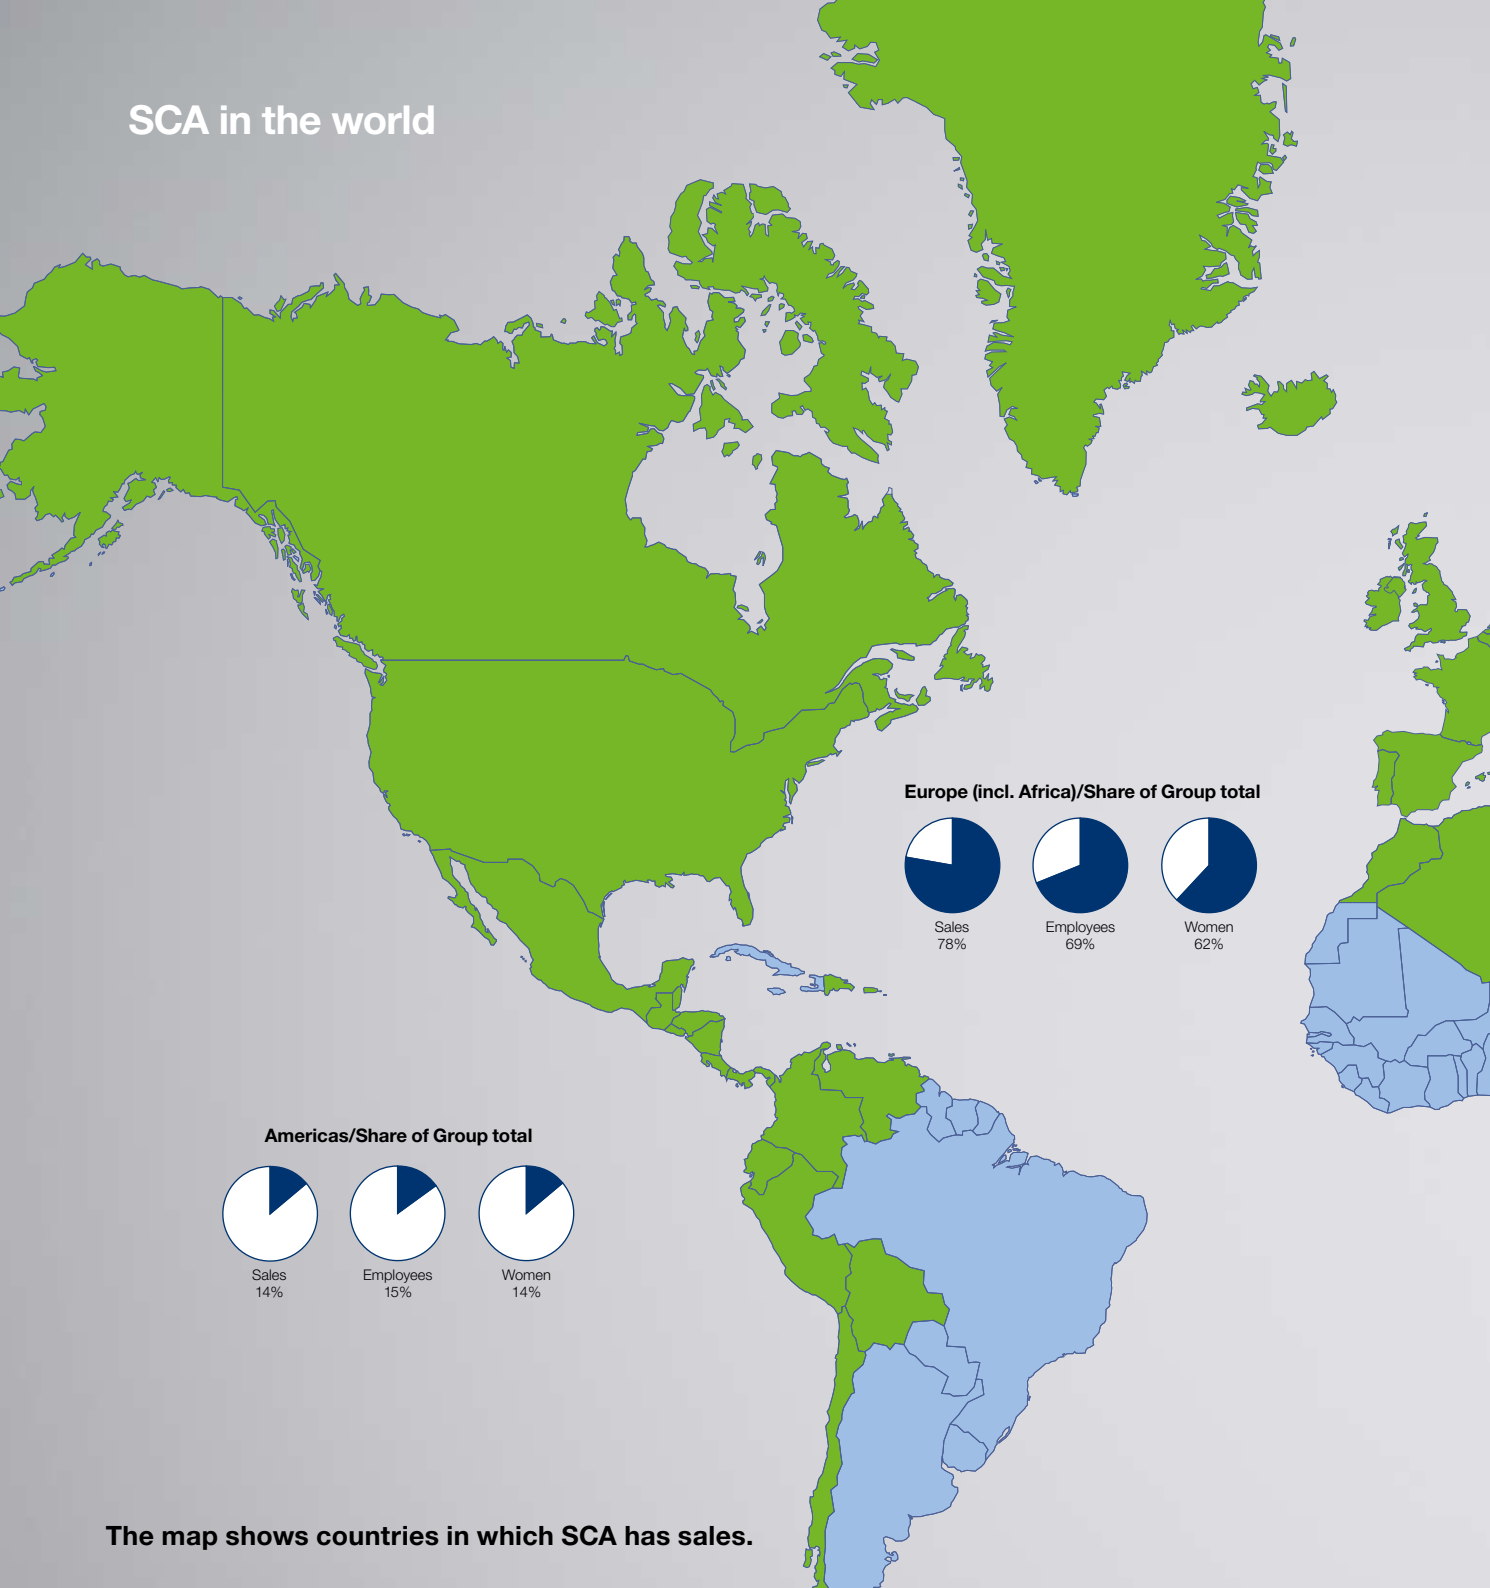 SCA in the world
Europe (incl. Africa)/Share of Group total
Sales
78%
Employees
69%
Women
62%
Americas/Share of Group total
Sales
14%
Employees
15%
Women
14%
The map shows countries in which SCA has sales.